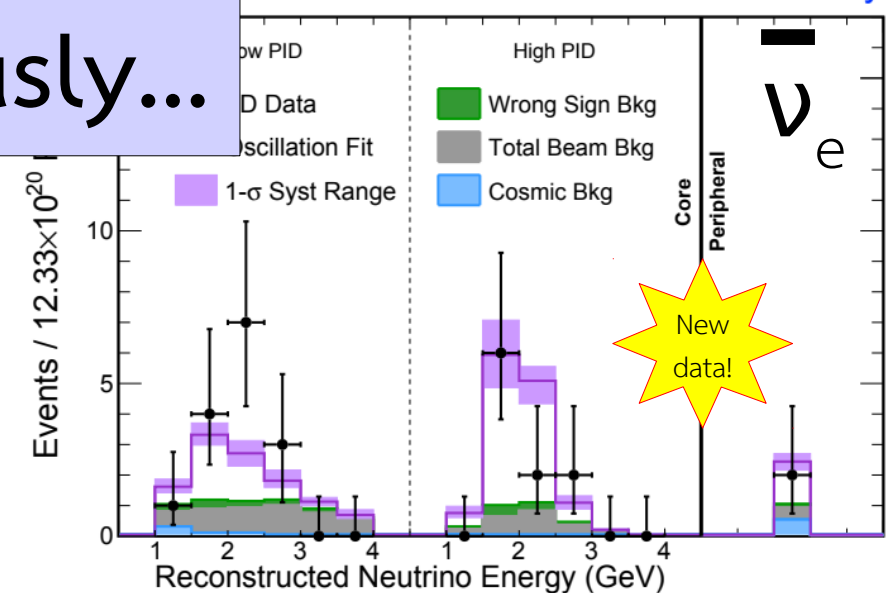 usly...
ow PID
High PID
D Data
Oscillation Fit
1-σ Syst Range
Wrong Sign Bkg
Total Beam Bkg
Cosmic Bkg
ν̅e
Core
Peripheral
New
data!
Events / 12.33×10²⁰
10
5
0
1 2 3 4 1 2 3 4
Reconstructed Neutrino Energy (GeV)